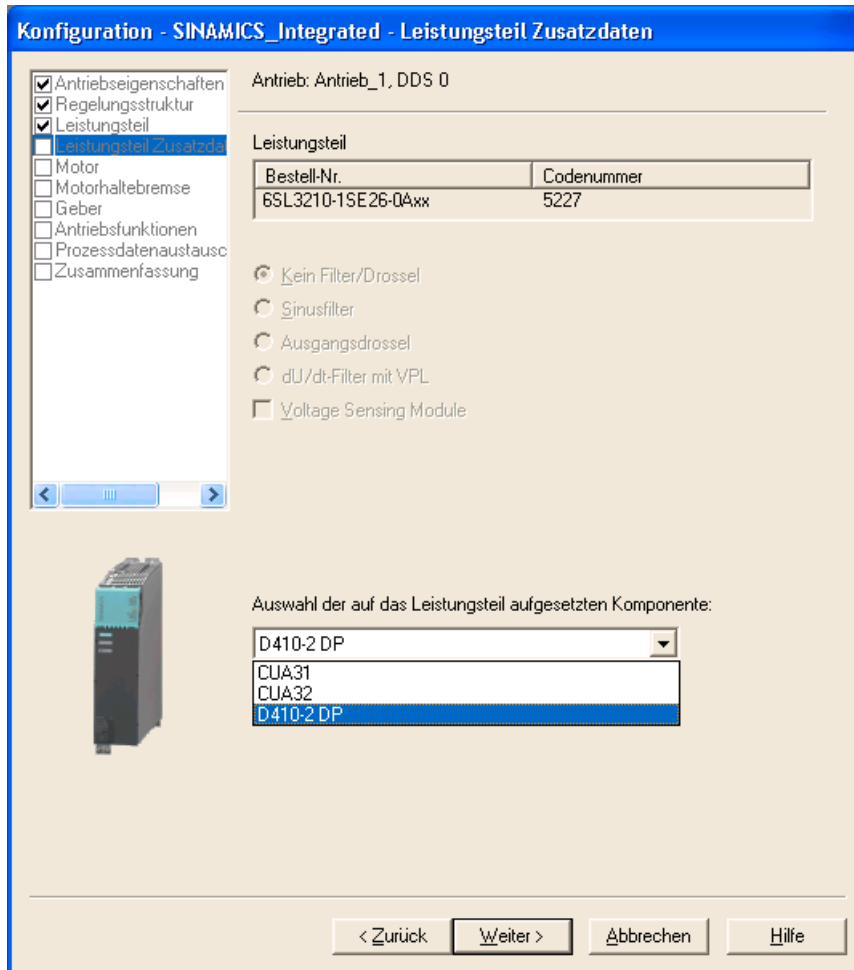 Konfiguration - SINAMICS_Integrated - Leistungsteil Zusatzdaten
Antriebseigenschaften
Regelungsstruktur
Leistungsteil
Leistungsteil Zusatzdat
Motor
Motorhaltebremse
Geber
Antriebsfunktionen
Prozessdatenaustausc
Zusammenfassung
Antrieb: Antrieb_1, DDS 0
Leistungsteil
Bestell-Nr. Codenummer
6SL3210-1SE26-0Axx 5227
Kein Filter/Drossel
Sinusfilter
Ausgangsdrossel
dU/dt-Filter mit VPL
Voltage Sensing Module
Auswahl der auf das Leistungsteil aufgesetzten Komponente:
D410-2 DP
CUA31
CUA32
D410-2 DP
< Zurück Weiter > Abbrechen Hilfe